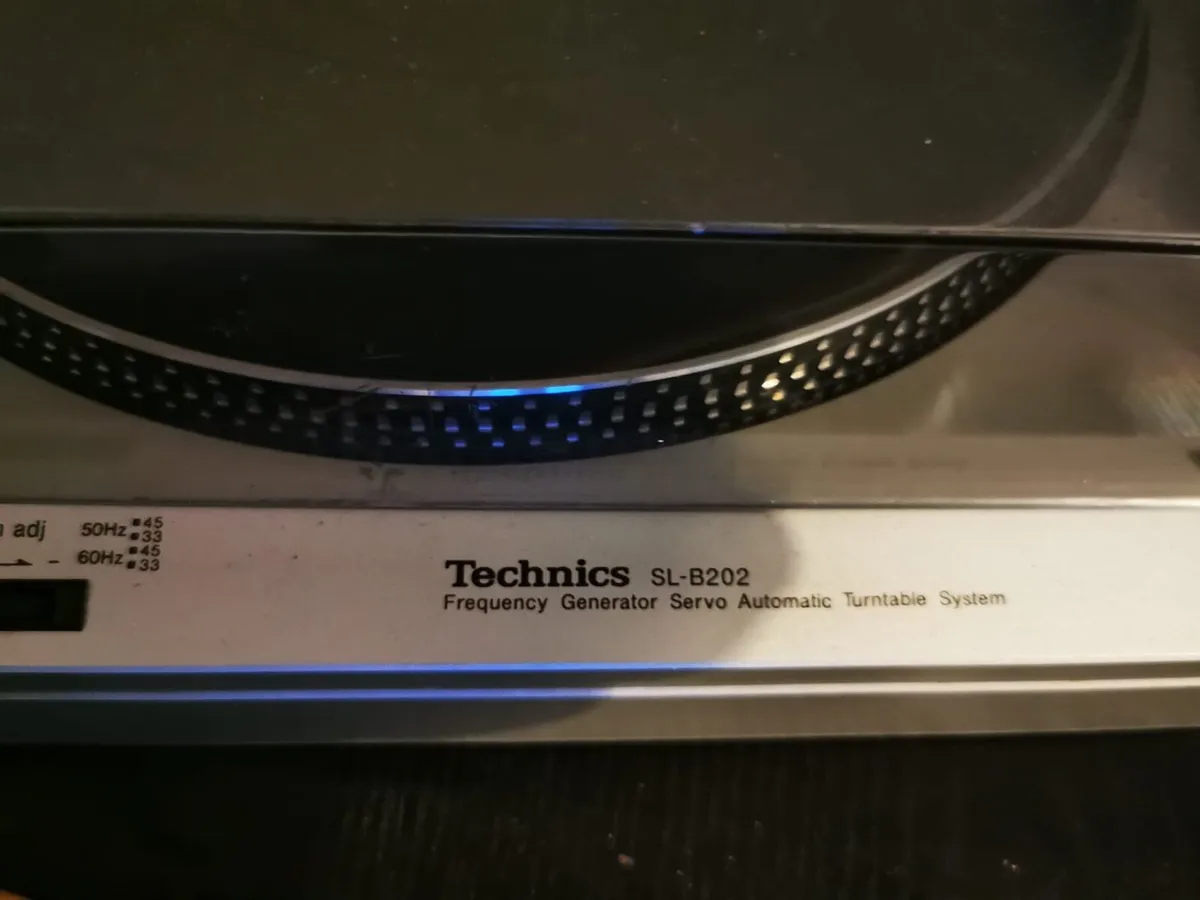 adj
50Hz ▪45
▪33
60Hz ▪45
▪33
Technics SL-B202
Frequency Generator Servo Automatic Turntable System